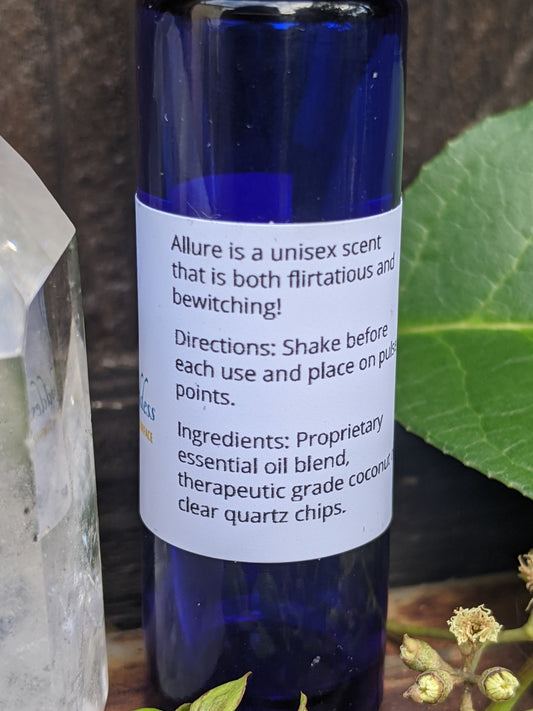 Allure is a unisex scent
that is both flirtatious and
bewitching!
Directions: Shake before
each use and place on pulse
points.
Ingredients: Proprietary
essential oil blend,
therapeutic grade coconut
clear quartz chips.